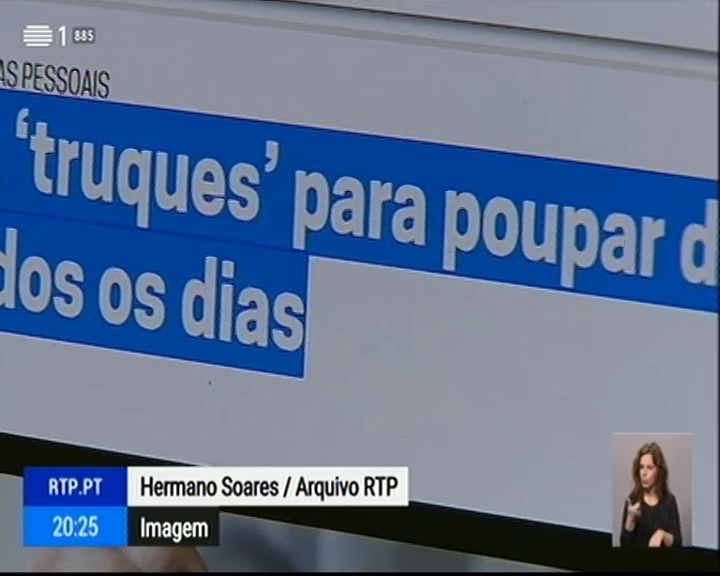 1 885
AS PESSOAIS
‘truques’ para poupar d
dos os dias
RTP.PT
Hermano Soares / Arquivo RTP
20:25
Imagem